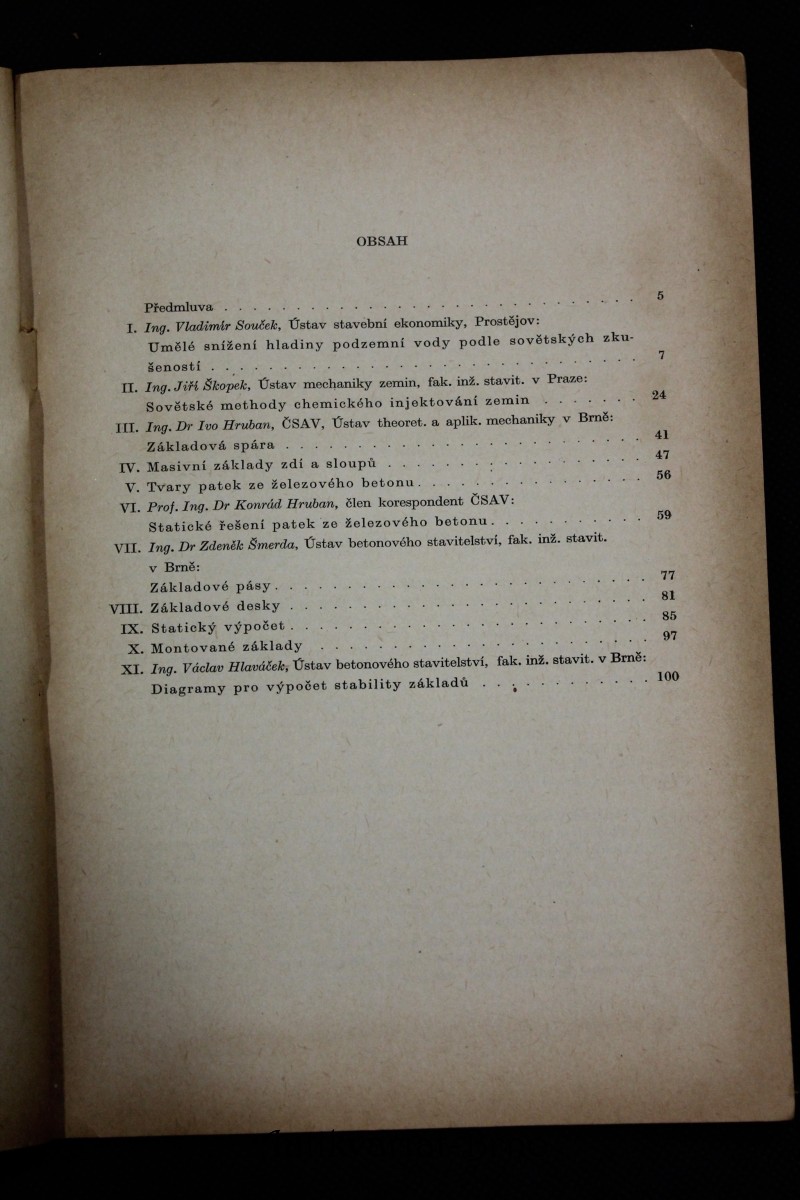 OBSAH
Předmluva . . . . . . . . . . . . . . . . . . . . . . . . . . . . 5
I. Ing. Vladimír Souček, Ústav stavební ekonomiky, Prostějov:
Umělé snížení hladiny podzemní vody podle sovětských zku-
šeností . . . . . . . . . . . . . . . . . . . . . . . . . . . . 7
II. Ing. Jiří Škopek, Ústav mechaniky zemin, fak. inž. stavit. v Praze:
Sovětské methody chemického injektování zemin . . . . . . . 24
III. Ing. Dr Ivo Hruban, ČSAV, Ústav theoret. a aplik. mechaniky v Brně:
Základová spára . . . . . . . . . . . . . . . . . . . . . . . . 41
IV. Masivní základy zdí a sloupů . . . . . . . . . . . . . . . . . 47
V. Tvary patek ze železového betonu . . . . . . . . . . . . . . . 56
VI. Prof. Ing. Dr Konrád Hruban, člen korespondent ČSAV:
Statické řešení patek ze železového betonu . . . . . . . . . . 59
VII. Ing. Dr Zdeněk Šmerda, Ústav betonového stavitelství, fak. inž. stavit.
v Brně:
Základové pásy . . . . . . . . . . . . . . . . . . . . . . . . 77
VIII. Základové desky . . . . . . . . . . . . . . . . . . . . . . . 81
IX. Statický výpočet . . . . . . . . . . . . . . . . . . . . . . . 85
X. Montované základy . . . . . . . . . . . . . . . . . . . . . . 97
XI. Ing. Václav Hlaváček, Ústav betonového stavitelství, fak. inž. stavit. v Brně:
Diagramy pro výpočet stability základů . . . . . . . . . . . . 100